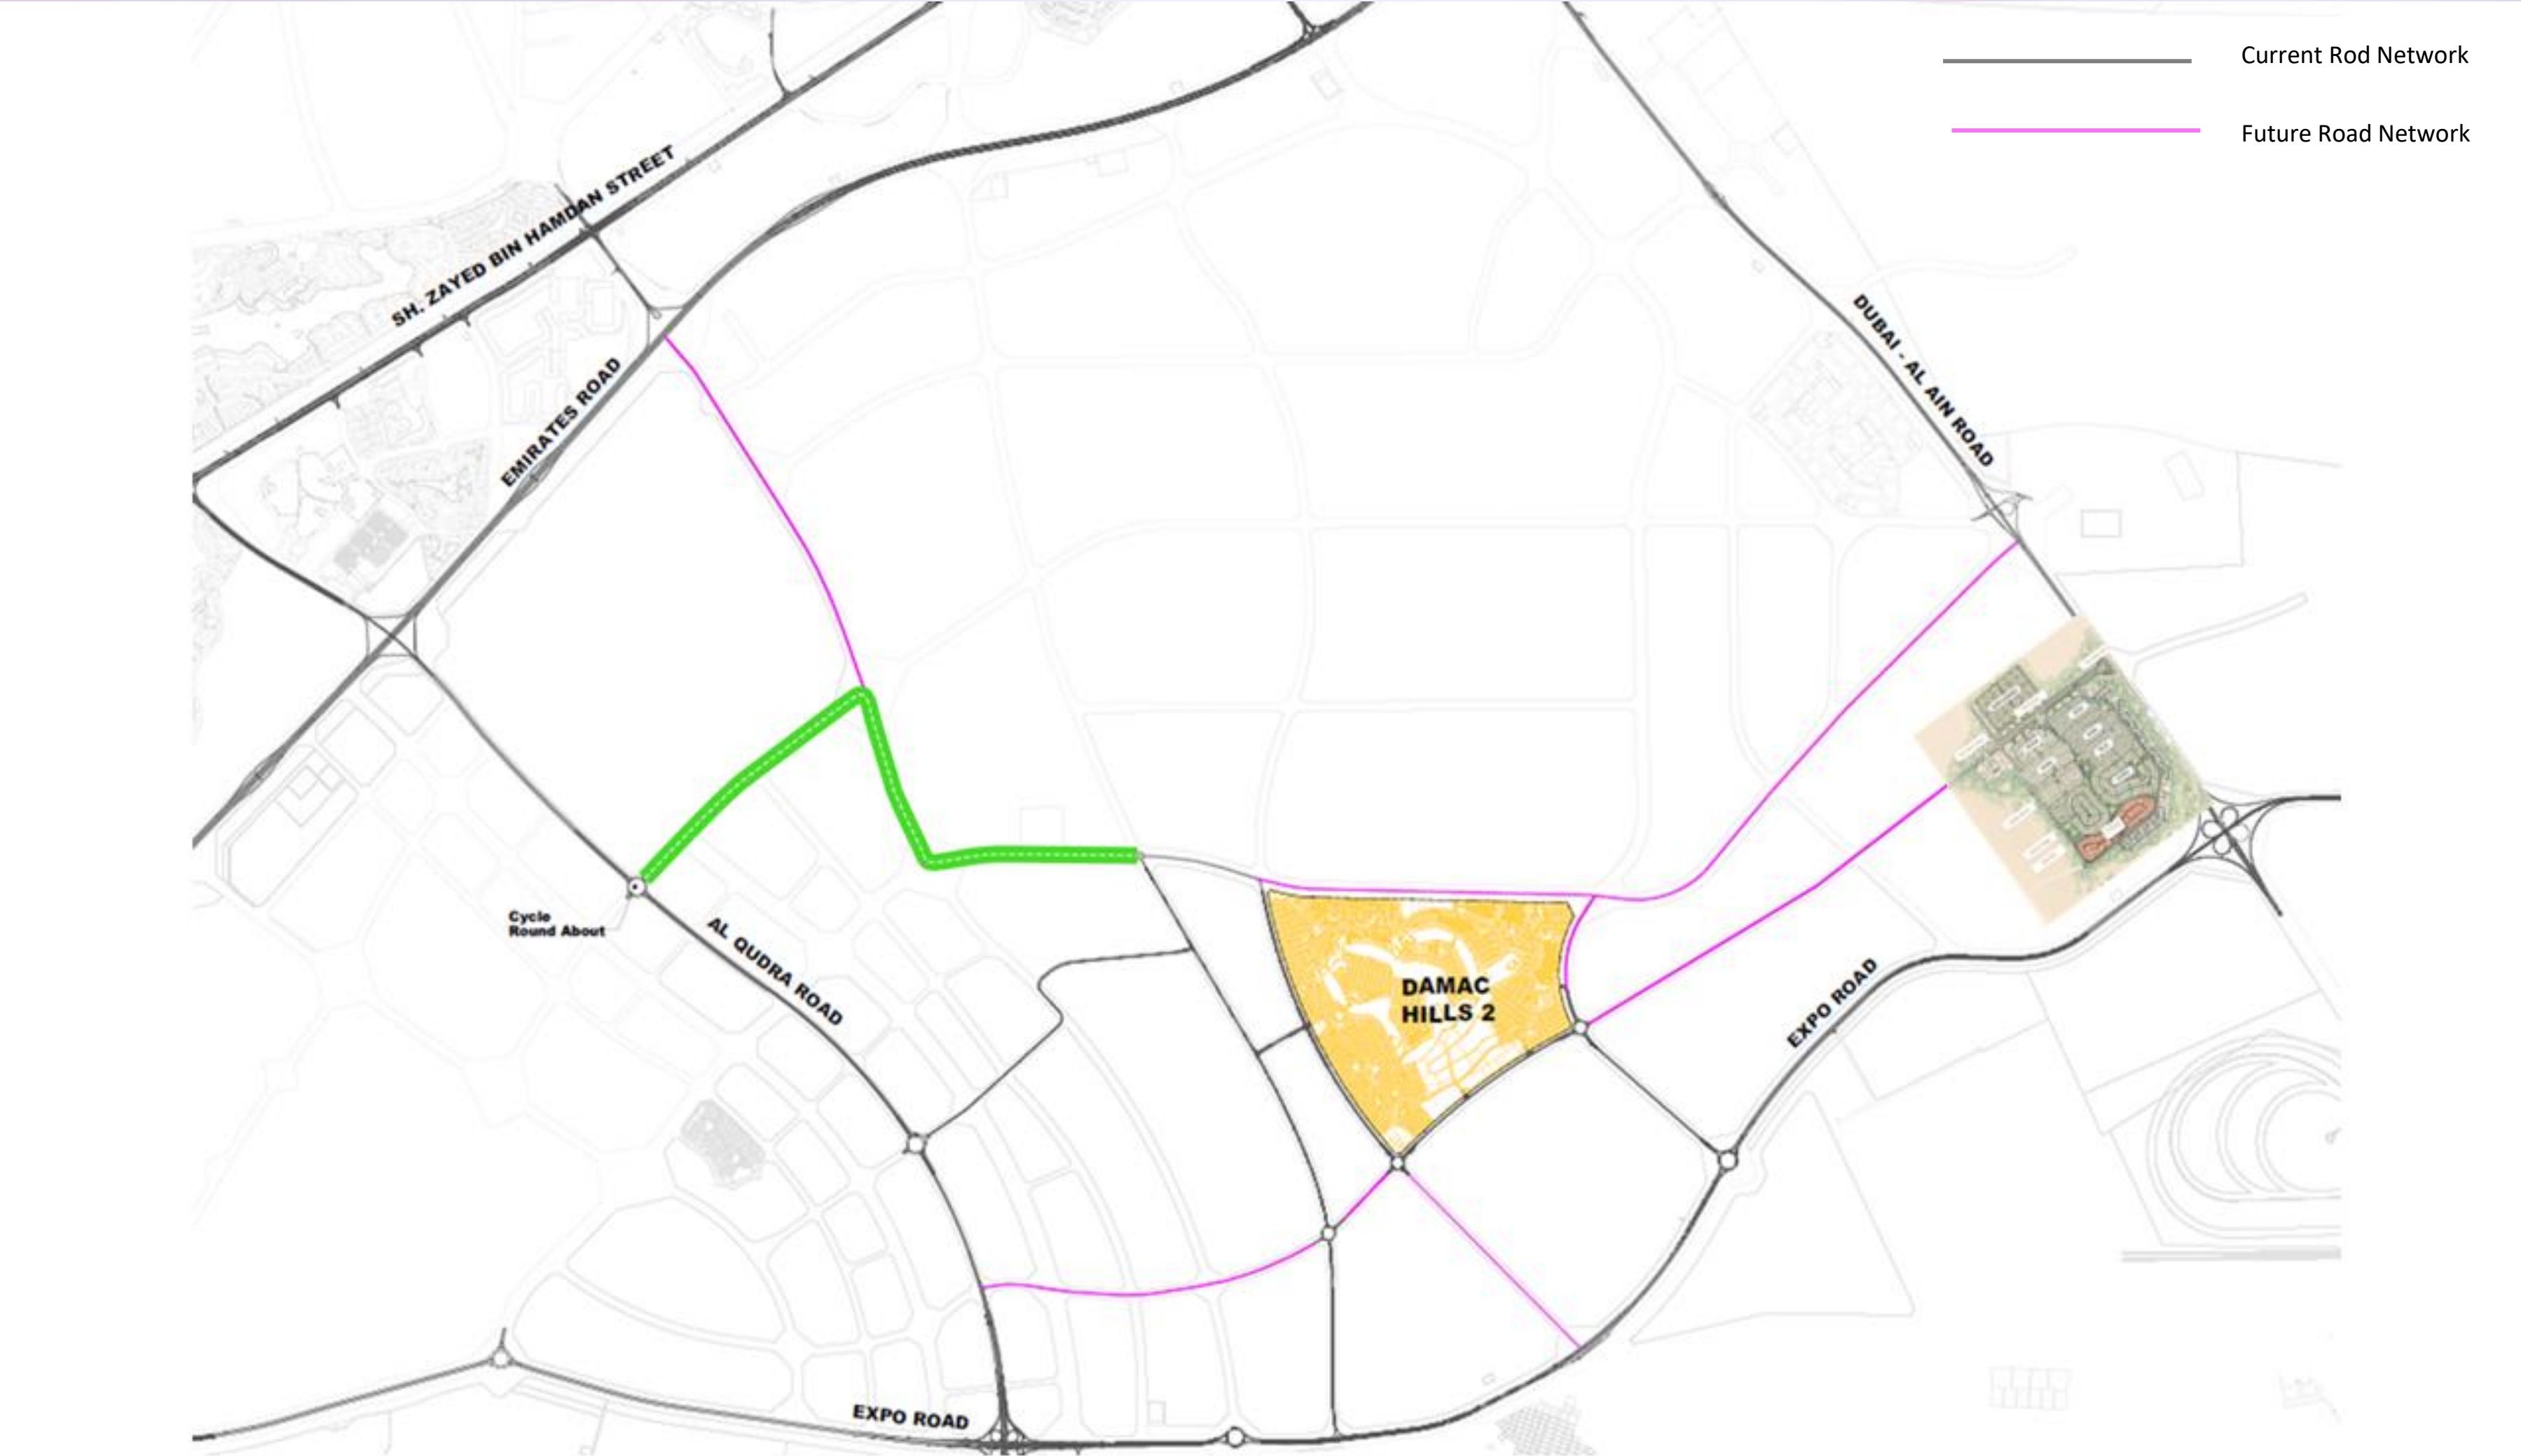 Current Rod Network
Future Road Network
SH. ZAYED BIN HAMDAN STREET
EMIRATES ROAD
DUBAI - AL AIN ROAD
Cycle
Round About
AL QUDRA ROAD
DAMAC
HILLS 2
EXPO ROAD
EXPO ROAD